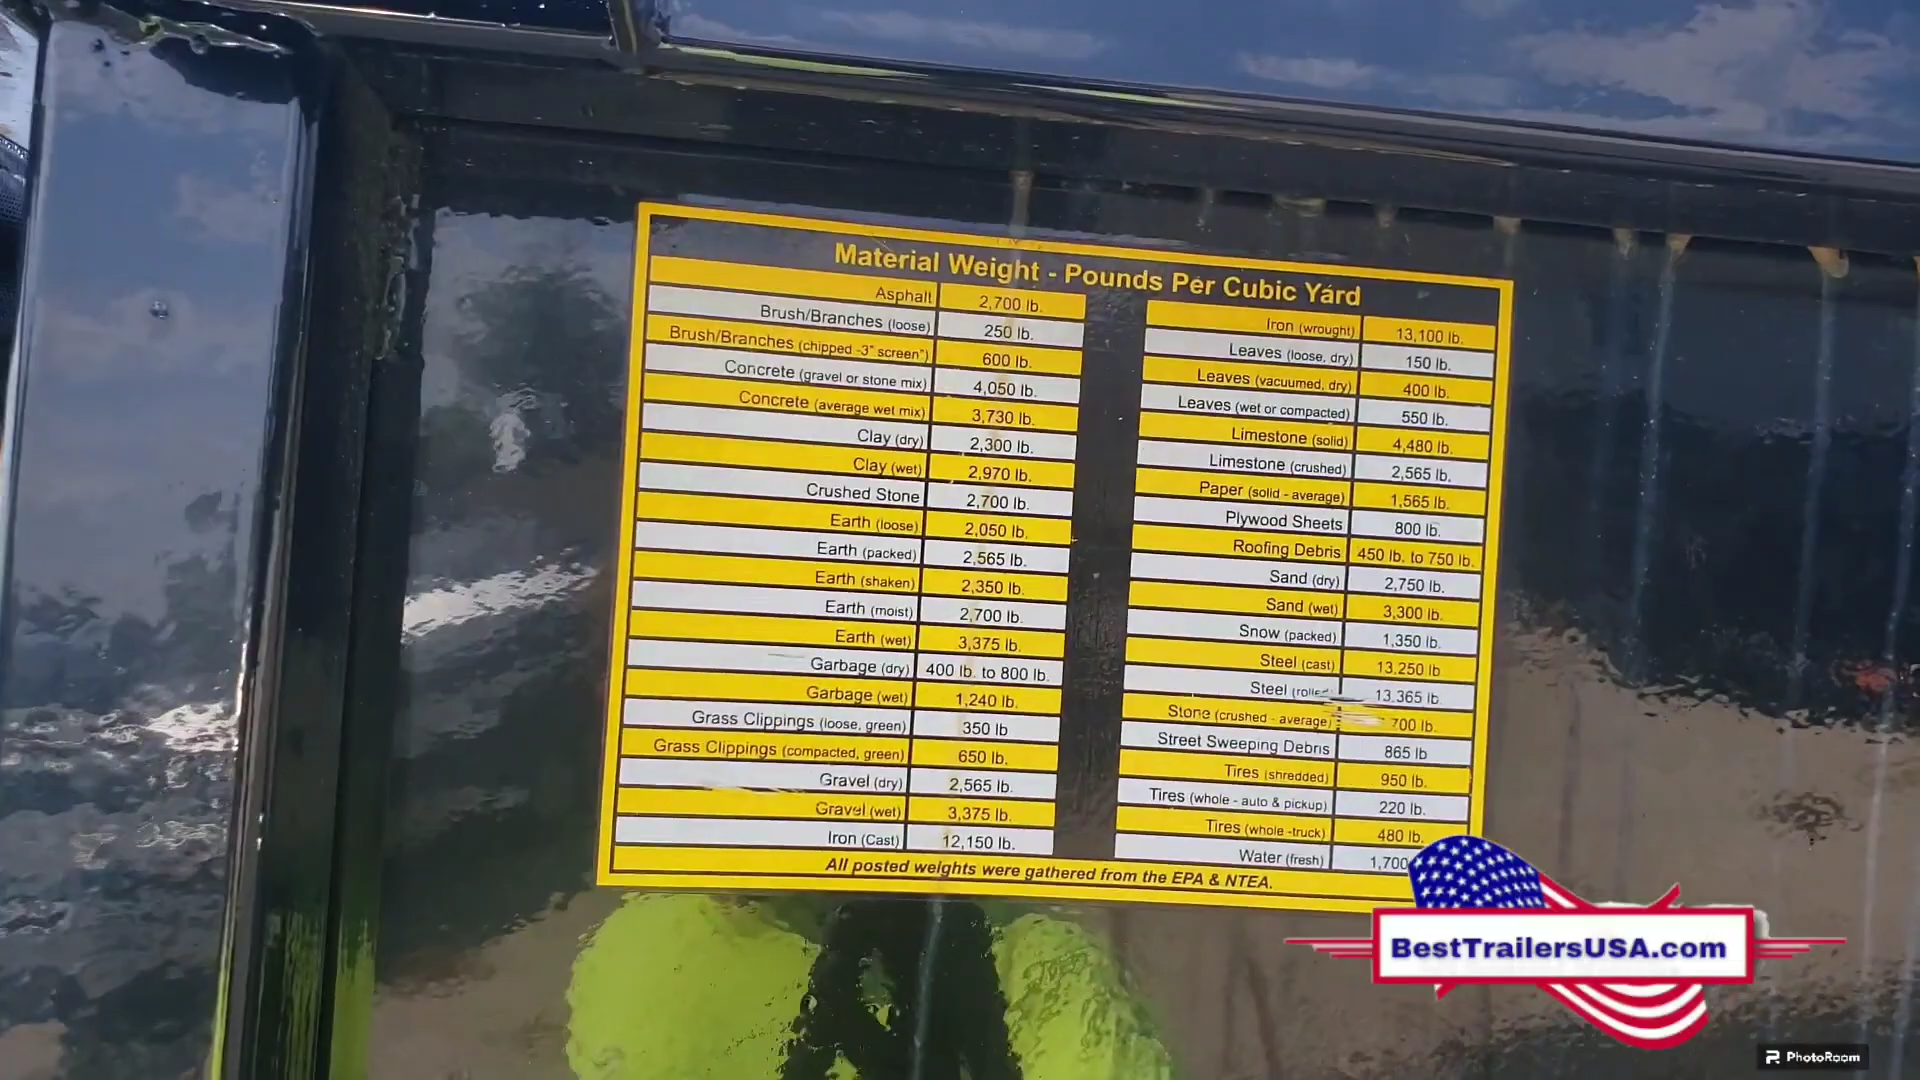 Material Weight - Pounds Per Cubic Yard
Asphalt 2,700 lb.
Brush/Branches (loose) 250 lb.
Brush/Branches (chipped -3" screen") 600 lb.
Concrete (gravel or stone mix) 4,050 lb.
Concrete (average wet mix) 3,730 lb.
Clay (dry) 2,300 lb.
Clay (wet) 2,970 lb.
Crushed Stone 2,700 lb.
Earth (loose) 2,050 lb.
Earth (packed) 2,565 lb.
Earth (shaken) 2,350 lb.
Earth (moist) 2,700 lb.
Earth (wet) 3,375 lb.
Garbage (dry) 400 lb. to 800 lb.
Garbage (wet) 1,240 lb.
Grass Clippings (loose, green) 350 lb
Grass Clippings (compacted, green) 650 lb.
Gravel (dry) 2,565 lb.
Gravel (wet) 3,375 lb.
Iron (Cast) 12,150 lb.
Iron (wrought) 13,100 lb.
Leaves (loose, dry) 150 lb.
Leaves (vacuumed, dry) 400 lb.
Leaves (wet or compacted) 550 lb.
Limestone (solid) 4,480 lb.
Limestone (crushed) 2,565 lb.
Paper (solid - average) 1,565 lb.
Plywood Sheets 800 lb.
Roofing Debris 450 lb. to 750 lb.
Sand (dry) 2,750 lb.
Sand (wet) 3,300 lb.
Snow (packed) 1,350 lb.
Steel (cast) 13,250 lb
Steel 13,365 lb.
Stone (crushed - average) 700 lb.
Street Sweeping Debris 865 lb
Tires (shredded) 950 lb.
Tires (whole - auto & pickup) 220 lb.
Tires (whole -truck) 480 lb.
Water (fresh) 1,700
All posted weights were gathered from the EPA & NTEA.
BestTrailersUSA.com
PhotoRoom